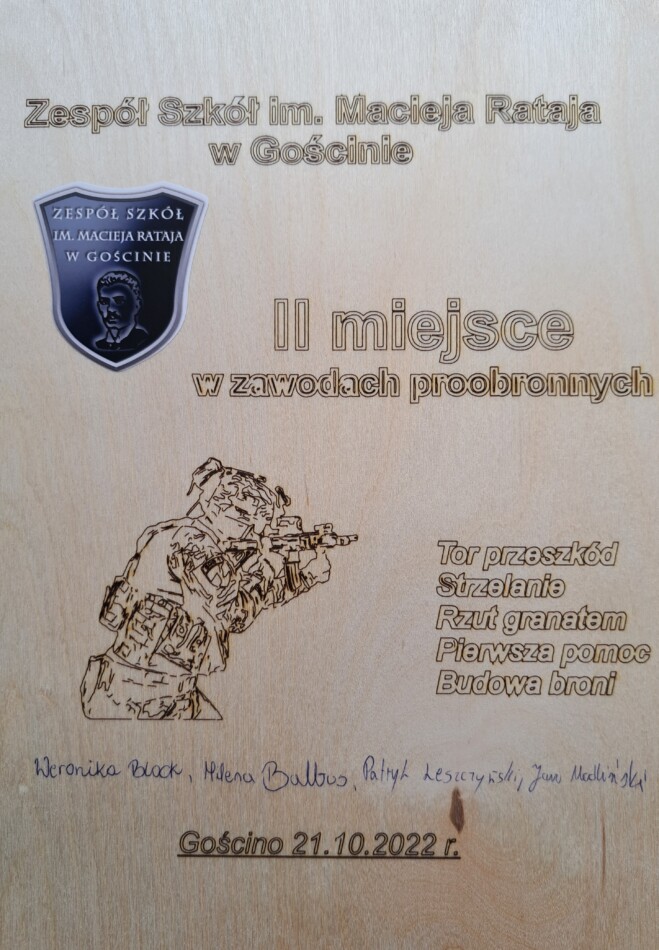 Zespół Szkół im. Macieja Rataja
w Gościnie
ZESPÓŁ SZKÓŁ
IM. MACIEJA RATAJA
W GOŚCINIE
II miejsce
w zawodach proobronnych
Tor przeszkód
Strzelanie
Rzut granatem
Pierwsza pomoc
Budowa broni
Weronika Block, Milena Balbus, Patryk Leszczyński, Jan Modliński
Gościno 21.10.2022 r.